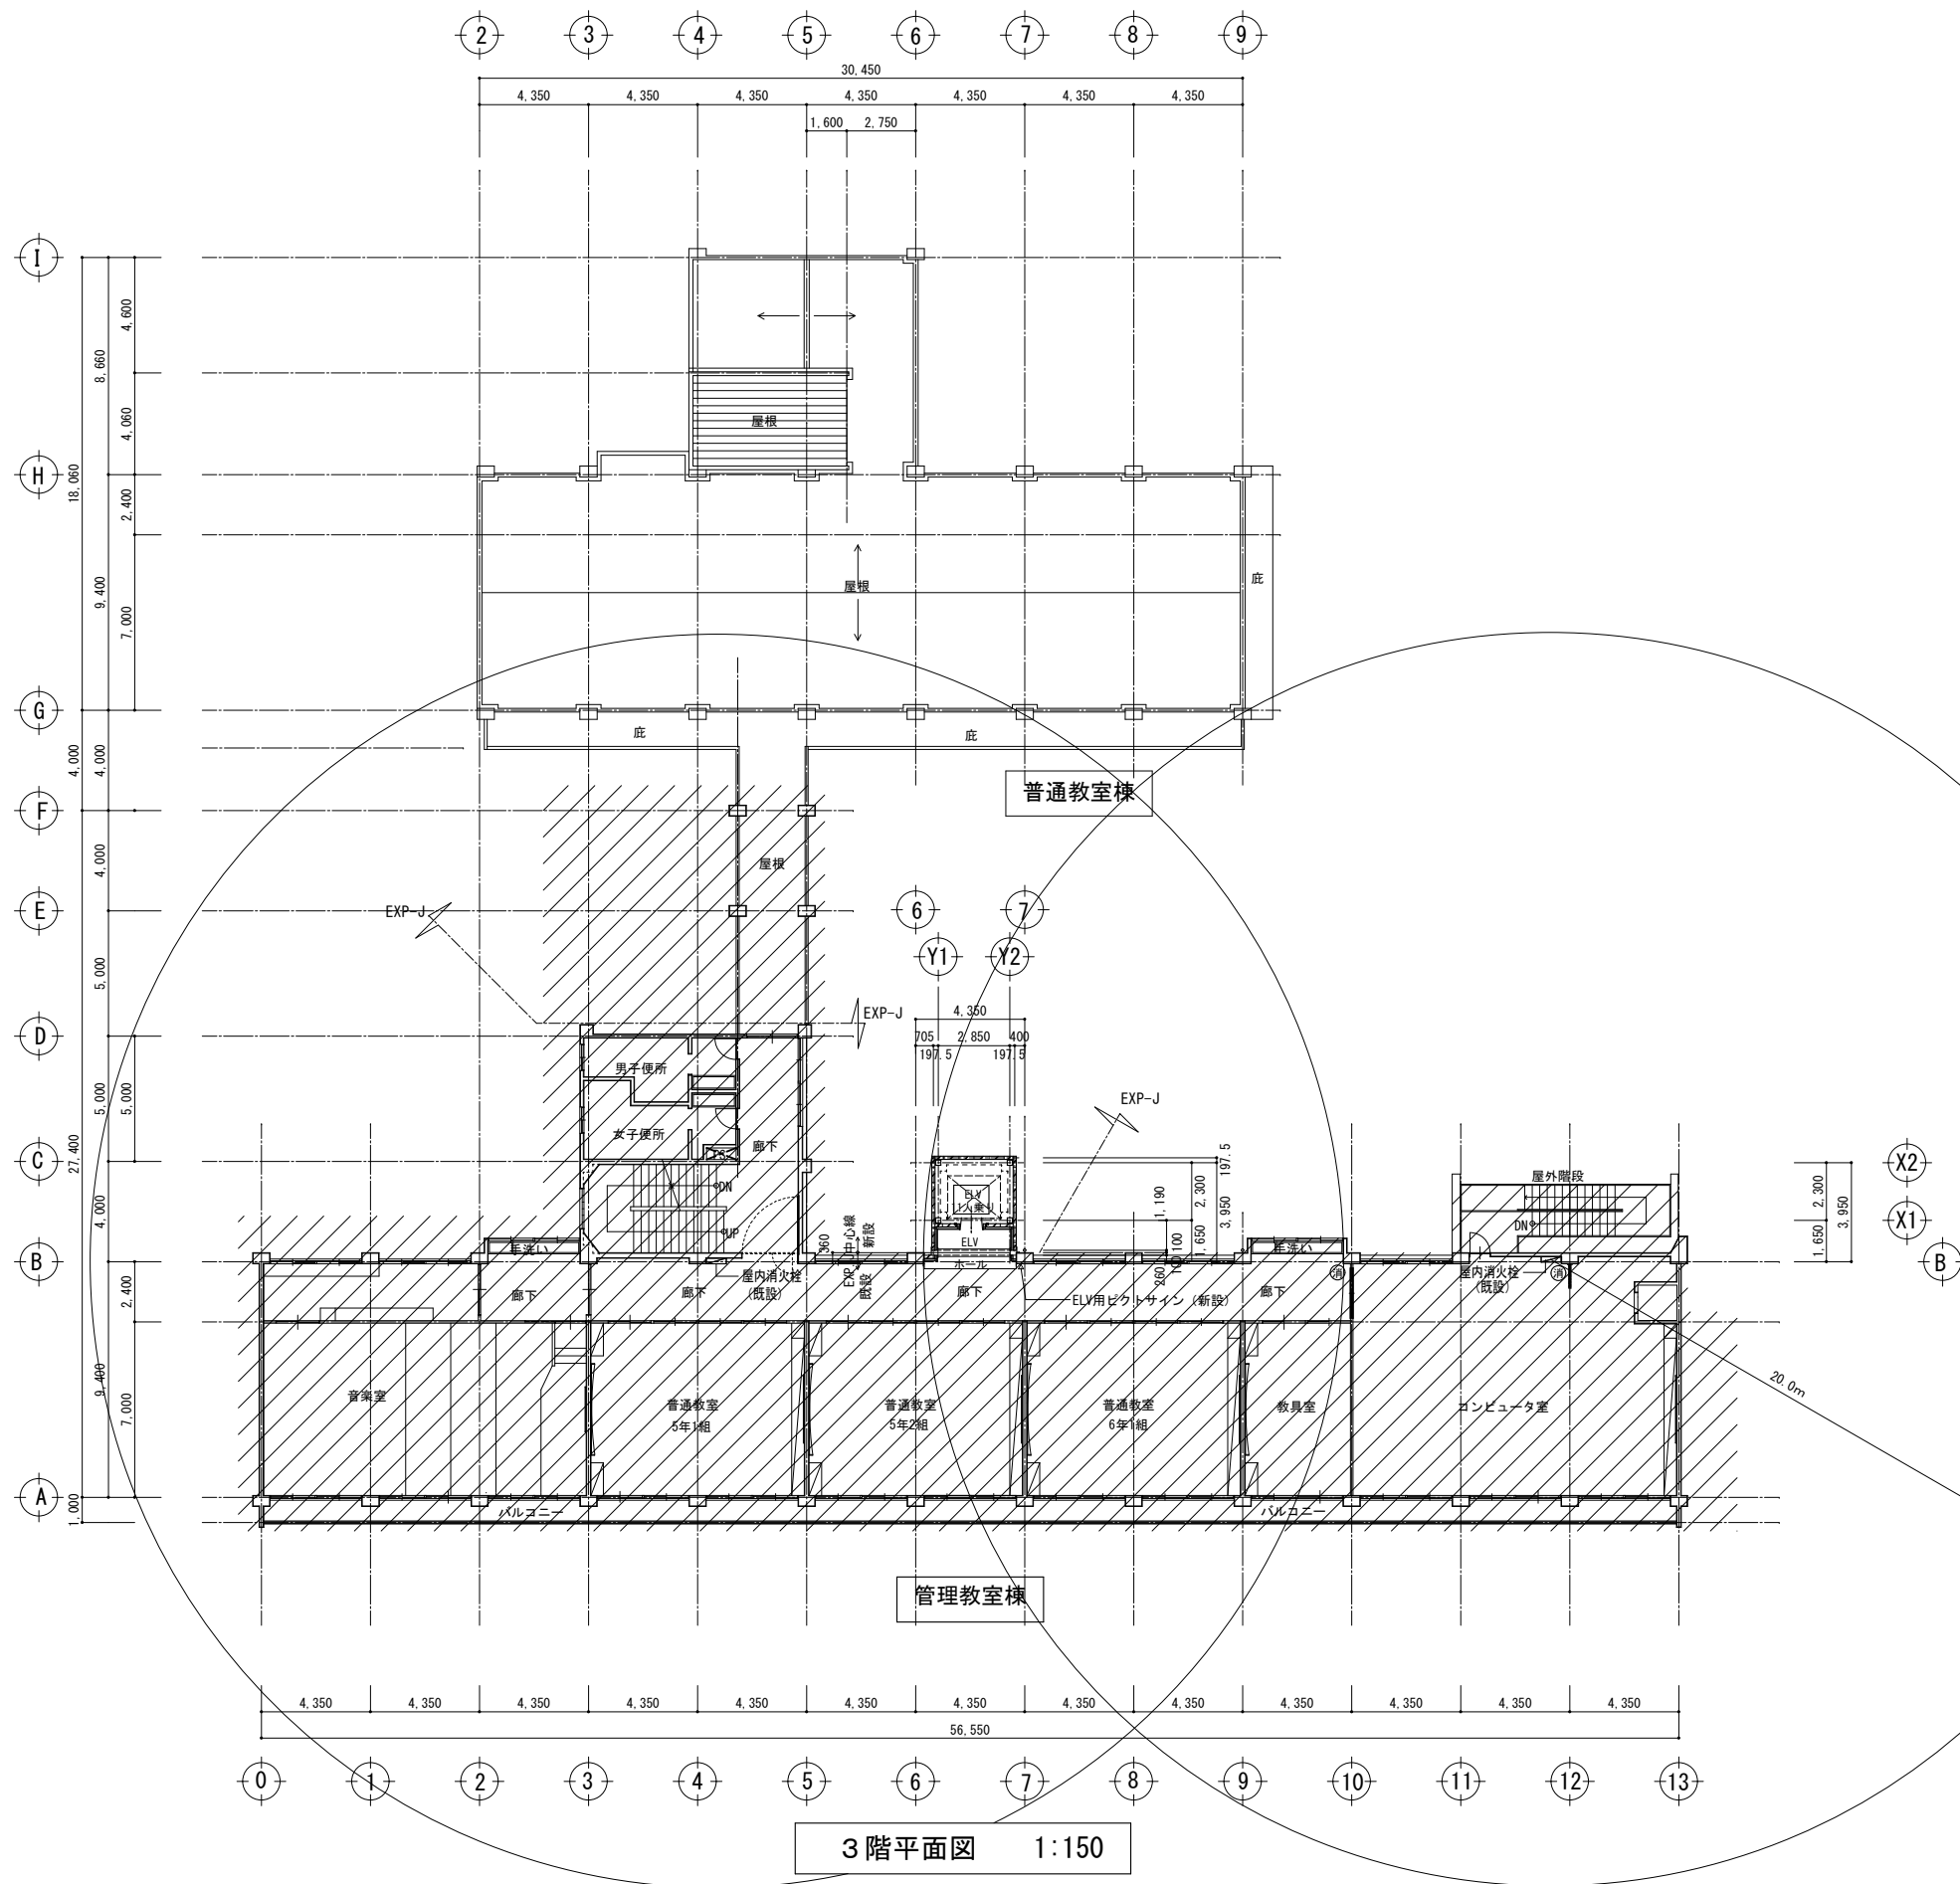 2 3 4 5 6 7 8 9
30,450
4,350 4,350 4,350 4,350 4,350 4,350 4,350
1,600 2,750
I
4,600
8,660
4,060
屋根
H
18,060
2,400
9,400
7,000
屋根
庇
G
庇
庇
4,000
4,000
普通教室棟
F
屋根
4,000
E
EXP-J
6 7
Y1 Y2
5,000
4,350
EXP-J
705 2,850 400
197.5 197.5
D
男子便所
EXP-J
5,000
5,000
女子便所
廊下
C
27,400
197.5
屋外階段
X2
DN
ELV
1,190
2,300
3,950
2,300
3,950
4,000
UP
DN
X1
360
EXP.J中心線
新設
既設
ELV
ホール
100
1,650
1,650
手洗い
手洗い
B
B
260
屋内消火栓
(既設)
消
屋内消火栓
(既設)
消
2,400
廊下
廊下
廊下
廊下
ELV用ピクトサイン (新設)
20.0m
9,400
7,000
音楽室
普通教室
5年1組
普通教室
5年2組
普通教室
6年1組
教具室
コンピュータ室
A
1,000
バルコニー
バルコニー
管理教室棟
4,350 4,350 4,350 4,350 4,350 4,350 4,350 4,350 4,350 4,350 4,350 4,350 4,350
56,550
0 1 2 3 4 5 6 7 8 9 10 11 12 13
3階平面図 1:150